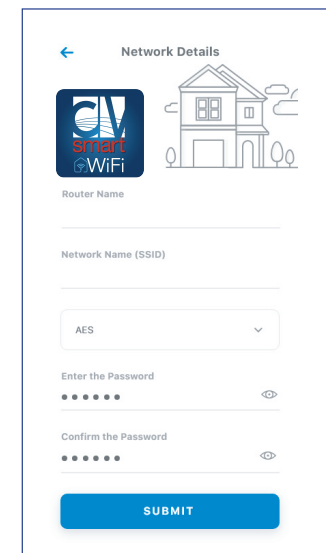 Network Details
CV
smart
WiFi
Router Name
Network Name (SSID)
AES
Enter the Password
Confirm the Password
SUBMIT